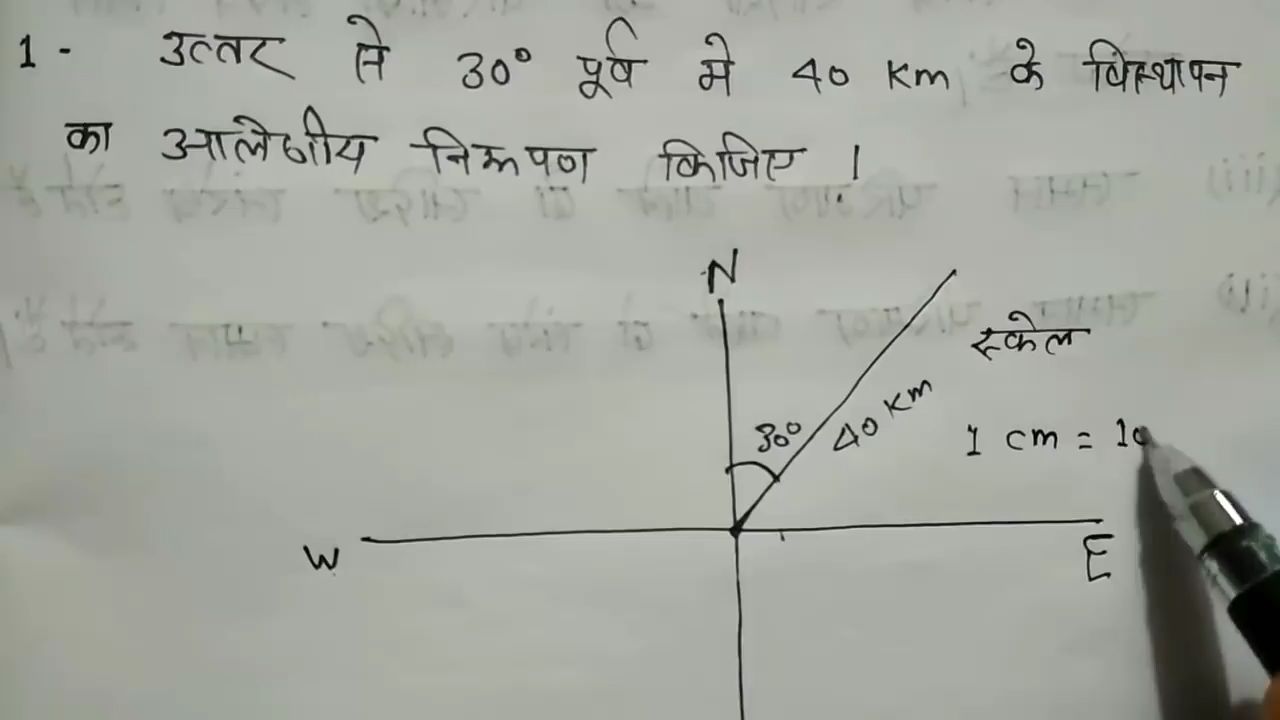 1 - उत्तर से 30° पूर्व मे 40 km के विस्थापन
का आलेखीय निरूपण किजिए !
N
स्केल
40 km
30°
1 cm = 10
W
E